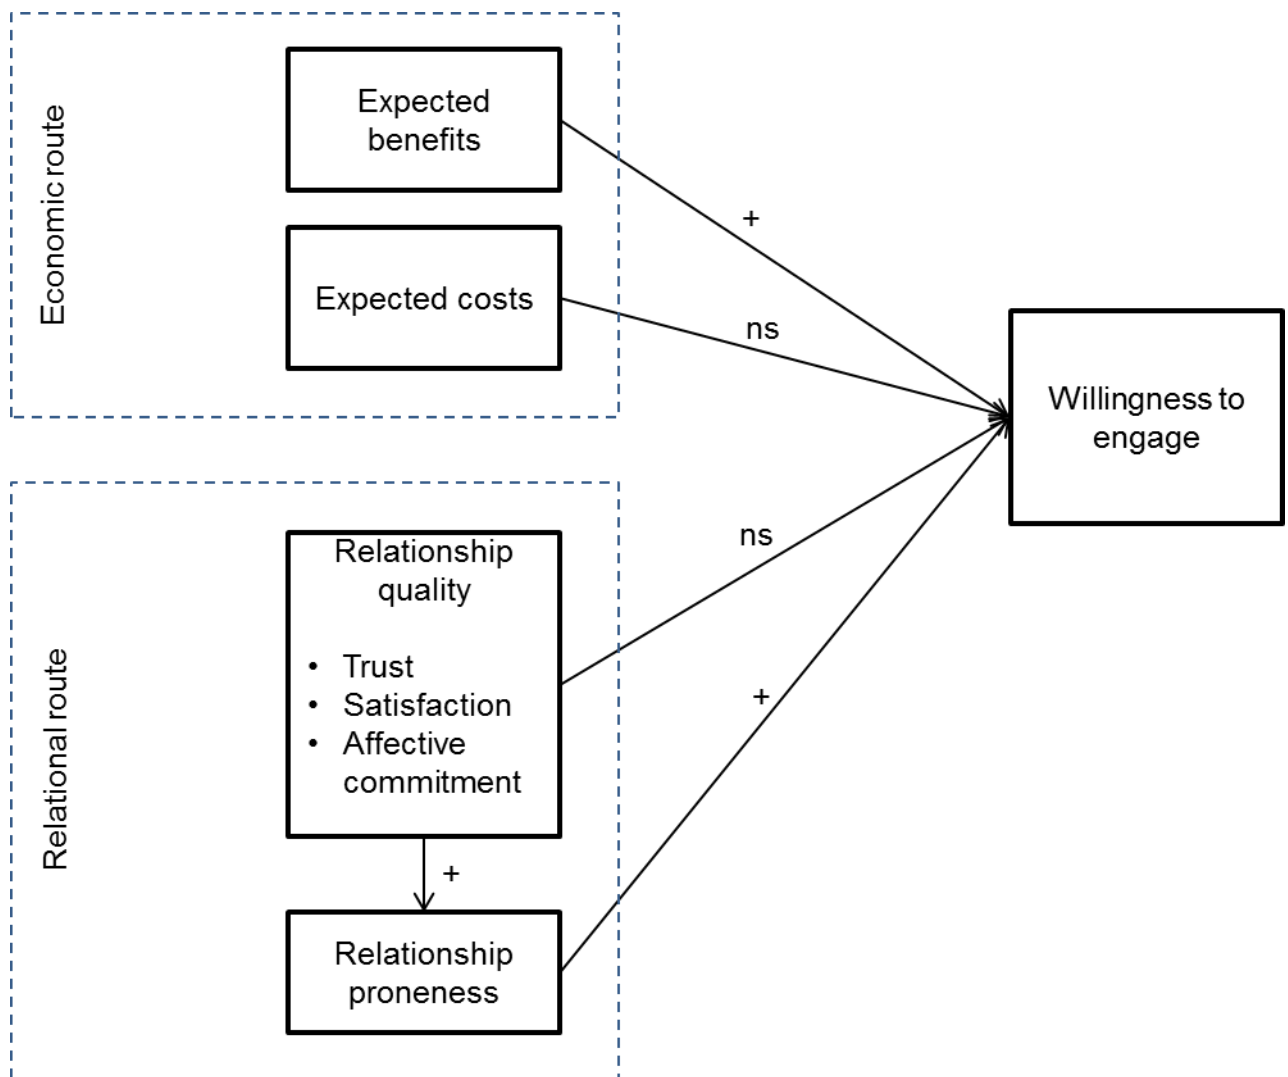 Economic route
Expected
benefits
+
Expected costs
ns
Willingness to
engage
Relational route
Relationship
quality
ns
• Trust
• Satisfaction
• Affective
commitment
+
+
Relationship
proneness